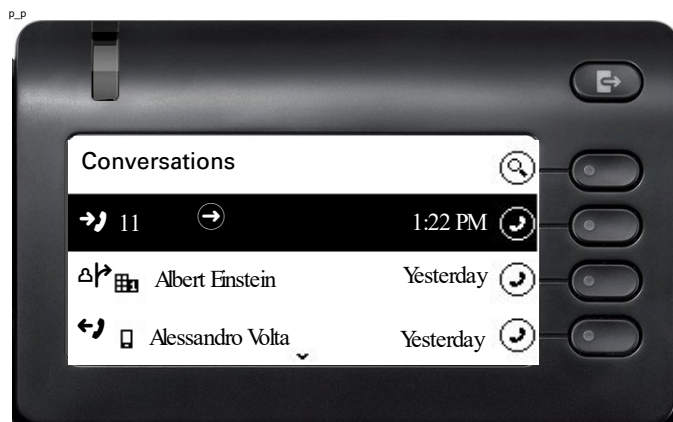 p_p
Conversations
11 1:22 PM
Albert Einstein Yesterday
Alessandro Volta Yesterday